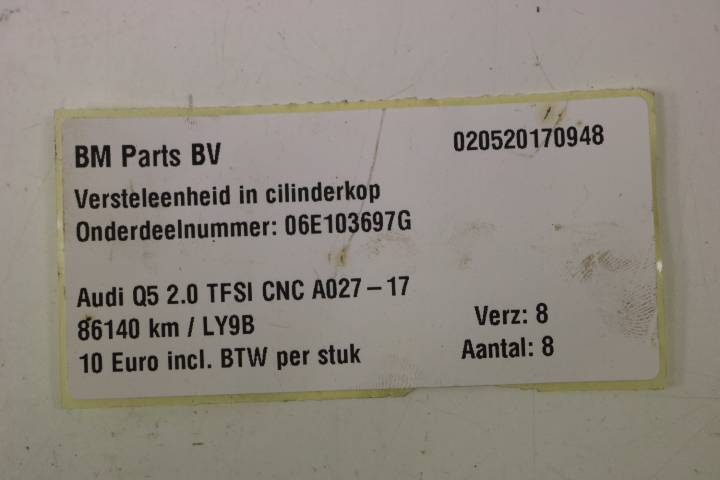 BM Parts BV
020520170948
Versteleenheid in cilinderkop
Onderdeelnummer: 06E103697G
Audi Q5 2.0 TFSI CNC A027-17
86140 km / LY9B
Verz: 8
10 Euro incl. BTW per stuk
Aantal: 8